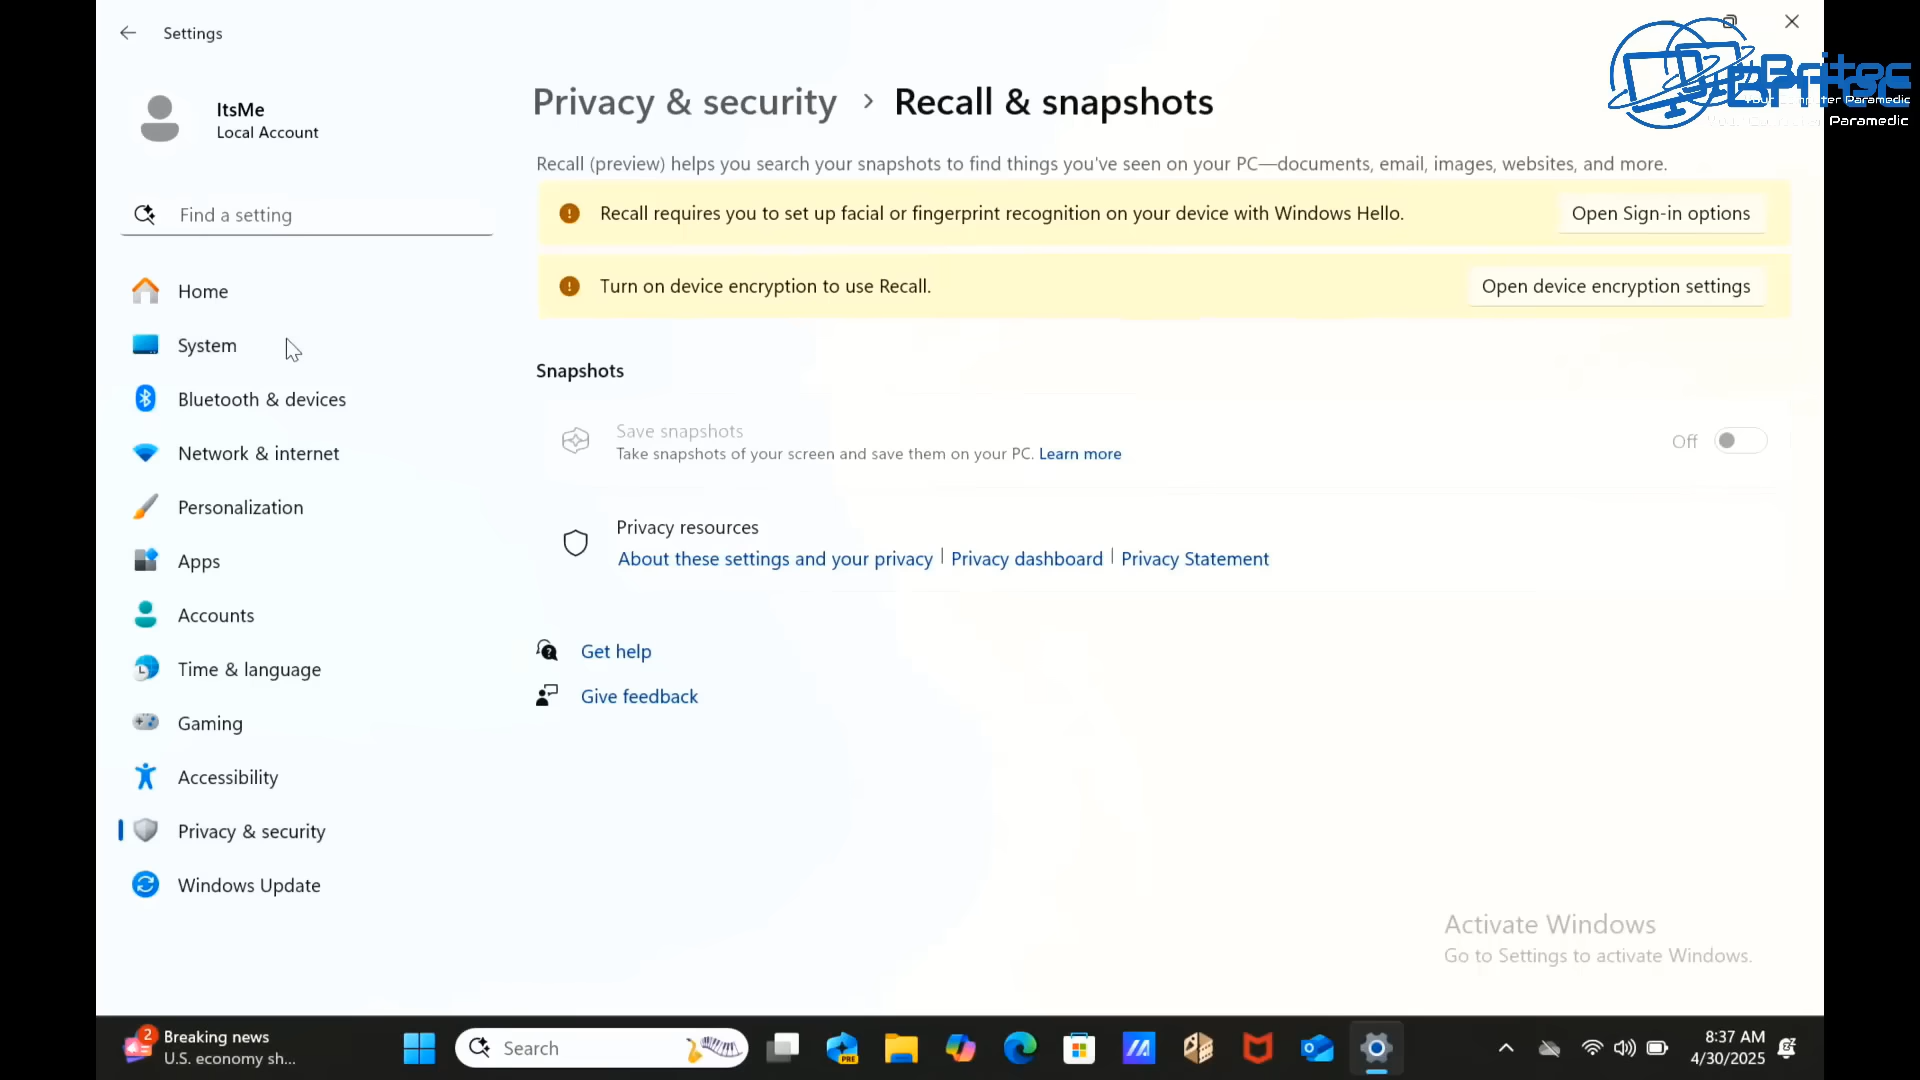 Settings
ItsMe
Local Account
Find a setting
Home
System
Bluetooth & devices
Network & internet
Personalization
Apps
Accounts
Time & language
Gaming
Accessibility
Privacy & security
Windows Update
Privacy & security > Recall & snapshots
Recall (preview) helps you search your snapshots to find things you've seen on your PC—documents, email, images, websites, and more.
Recall requires you to set up facial or fingerprint recognition on your device with Windows Hello.
Open Sign-in options
Turn on device encryption to use Recall.
Open device encryption settings
Snapshots
Save snapshots
Take snapshots of your screen and save them on your PC. Learn more
Off
Privacy resources
About these settings and your privacy | Privacy dashboard | Privacy Statement
Get help
Give feedback
Activate Windows
Go to Settings to activate Windows.
2
Breaking news
U.S. economy sh...
Search
PRE
8:37 AM
4/30/2025
Britec
Your Computer Paramedic
Paramedic